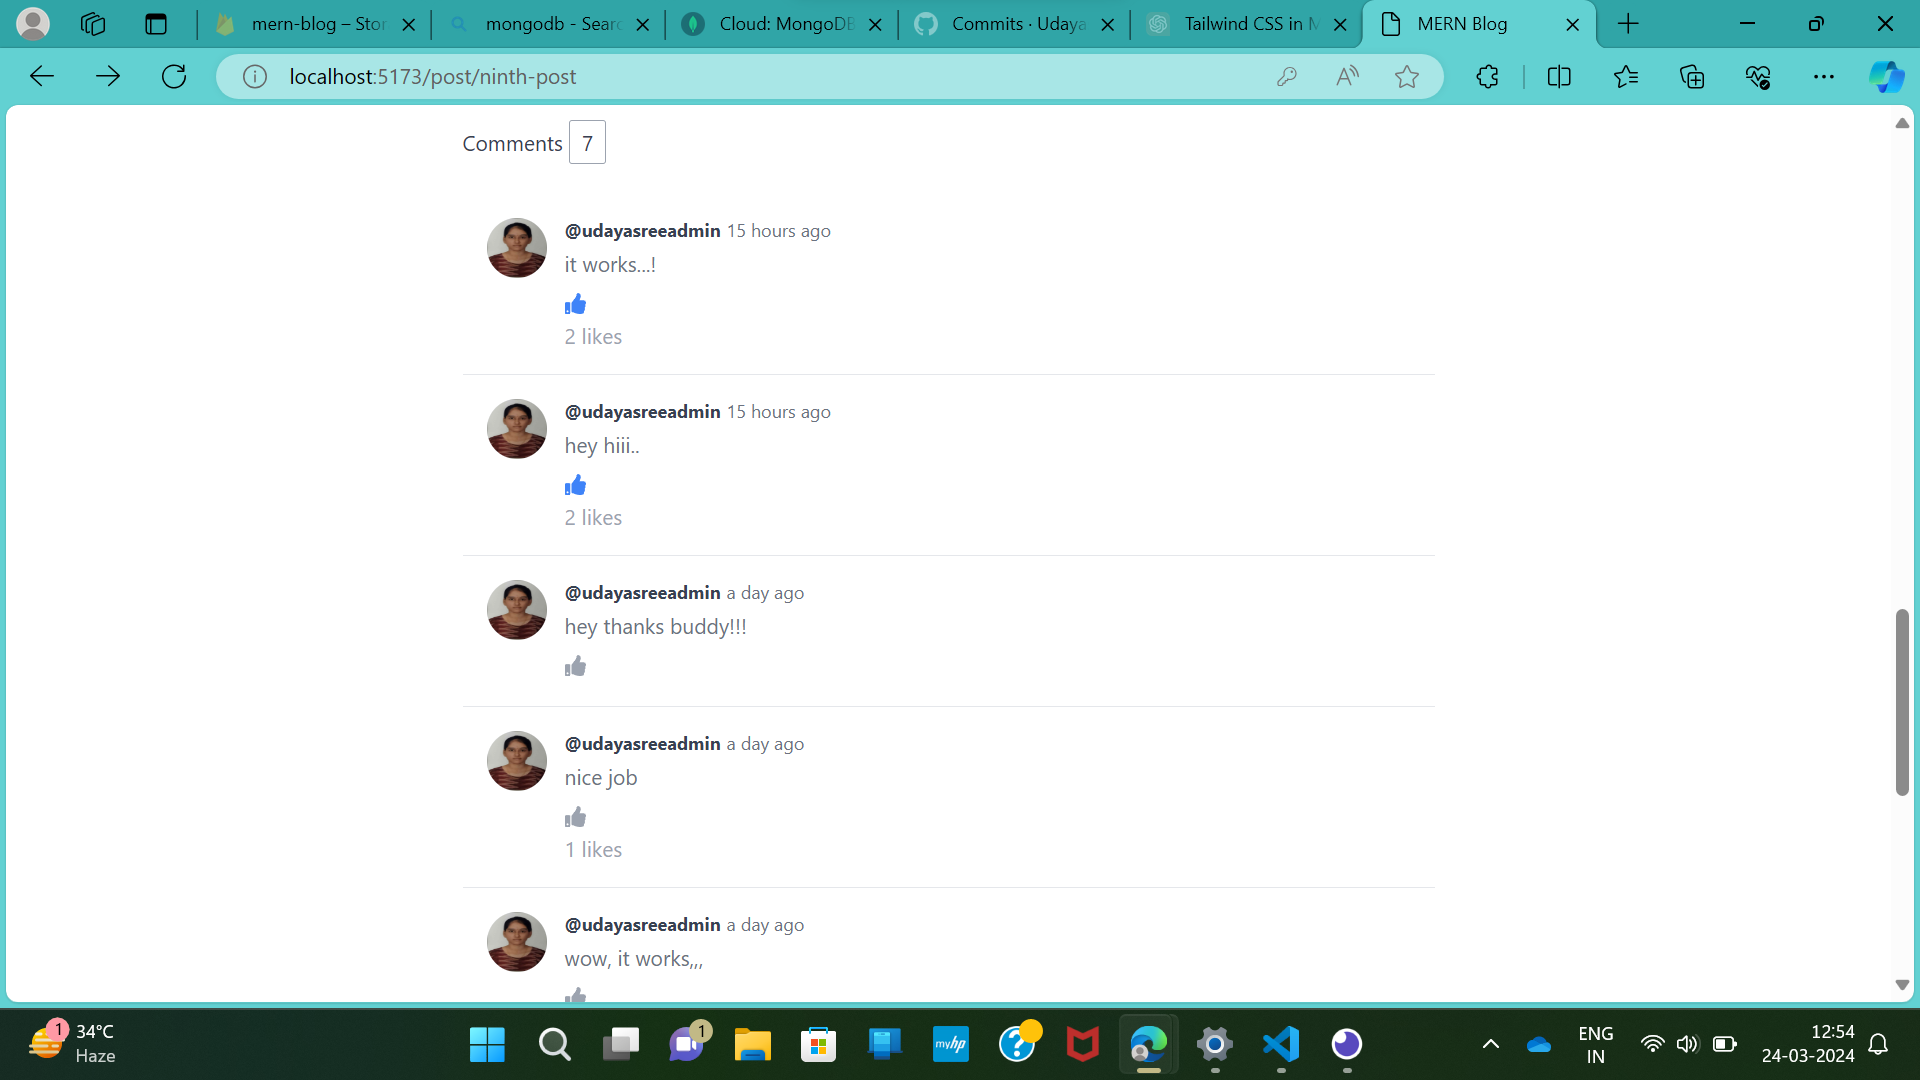 mern-blog – Stor
mongodb - Searc
Cloud: MongoDB
Commits · Udaya
Tailwind CSS in M
MERN Blog
localhost:5173/post/ninth-post
Comments 7
@udayasreeadmin 15 hours ago
it works...!
2 likes
@udayasreeadmin 15 hours ago
hey hiii..
2 likes
@udayasreeadmin a day ago
hey thanks buddy!!!
@udayasreeadmin a day ago
nice job
1 likes
@udayasreeadmin a day ago
wow, it works,,,
1
34°C
Haze
1
myhp
?
ENG
IN
12:54
24-03-2024